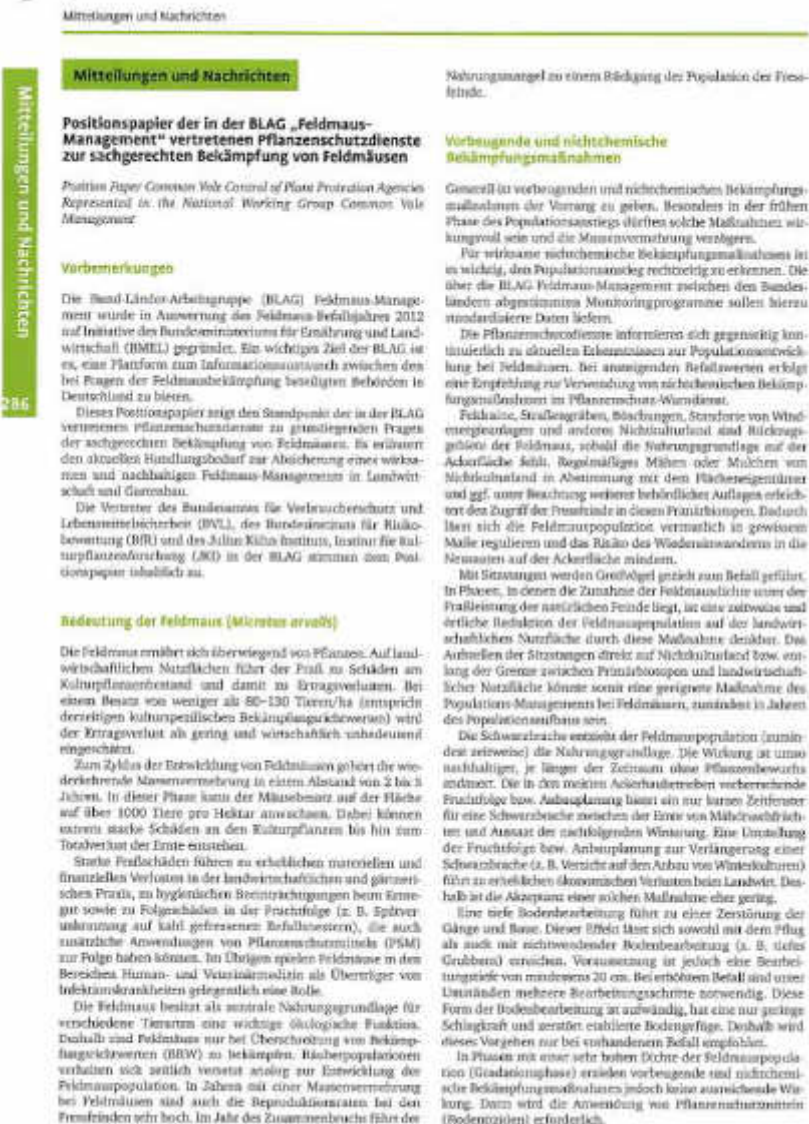 Mitteilungen und Nachrichten
Mitteilungen und Nachrichten
286
Mitteilungen und Nachrichten
Positionspapier der in der BLAG „Feldmaus-
Management“ vertretenen Pflanzenschutzdienste
zur sachgerechten Bekämpfung von Feldmäusen
Position Paper Common Vole Control of Plant Protection Agencies
Represented in the National Working Group Common Vole
Management
Vorbemerkungen
Die Bund-Länder-Arbeitsgruppe (BLAG) Feldmaus-Manage-
ment wurde in Auswertung des Feldmaus-Befallsjahres 2012
auf Initiative des Bundesministeriums für Ernährung und Land-
wirtschaft (BMEL) gegründet. Ein wichtiges Ziel der BLAG ist
es, eine Plattform zum Informationsaustausch zwischen den
bei Fragen der Feldmausbekämpfung beteiligten Behörden in
Deutschland zu bieten.
Dieses Positionspapier zeigt den Standpunkt der in der BLAG
vertretenen Pflanzenschutzdienste zu grundlegenden Fragen
der sachgerechten Bekämpfung von Feldmäusen. Es erläutert
den aktuellen Handlungsbedarf zur Absicherung eines wirksa-
men und nachhaltigen Feldmaus-Managements in Landwirt-
schaft und Gartenbau.
Die Vertreter des Bundesamtes für Verbraucherschutz und
Lebensmittelsicherheit (BVL), des Bundesinstituts für Risiko-
bewertung (BfR) und des Julius Kühn-Instituts, Institut für Kul-
turpflanzenforschung (JKI) in der BLAG stimmen dem Posi-
tionspapier inhaltlich zu.
Bedeutung der Feldmaus (Microtus arvalis)
Die Feldmaus ernährt sich überwiegend von Pflanzen. Auf land-
wirtschaftlichen Nutzflächen führt der Fraß zu Schäden am
Kulturpflanzenbestand und damit zu Ertragsverlusten. Bei
einem Besatz von weniger als 80–130 Tieren/ha (entspricht
derzeitigen kulturspezifischen Bekämpfungsrichtwerten) wird
der Ertragsverlust als gering und wirtschaftlich unbedeutend
eingeschätzt.
Zum Zyklus der Entwicklung von Feldmäusen gehört die wie-
derkehrende Massenvermehrung in einem Abstand von 2 bis 5
Jahren. In dieser Phase kann der Mäusebesatz auf der Fläche
auf über 1000 Tiere pro Hektar anwachsen. Dabei können
extrem starke Schäden an den Kulturpflanzen bis hin zum
Totalverlust der Ernte entstehen.
Starke Fraßschäden führen zu erheblichen materiellen und
finanziellen Verlusten in der landwirtschaftlichen und gärtneri-
schen Praxis, zu hygienischen Beeinträchtigungen beim Ernte-
gut sowie zu Folgeschäden in der Fruchtfolge (z. B. Spätver-
unkrautung auf kahl gefressenen Befallsnestern), die auch
zusätzliche Anwendungen von Pflanzenschutzmitteln (PSM)
zur Folge haben können. Im Übrigen spielen Feldmäuse in den
Bereichen Human- und Veterinärmedizin als Überträger von
Infektionskrankheiten gelegentlich eine Rolle.
Die Feldmaus besitzt als zentrale Nahrungsgrundlage für
verschiedene Tierarten eine wichtige ökologische Funktion.
Deshalb sind Feldmäuse nur bei Überschreitung von Bekämp-
fungsrichtwerten (BRW) zu bekämpfen. Räuberpopulationen
verhalten sich zeitlich versetzt analog zur Entwicklung der
Feldmauspopulation. In Jahren mit einer Massenvermehrung
bei Feldmäusen sind auch die Reproduktionsraten bei den
Fressfeinden sehr hoch. Im Jahr des Zusammenbruchs führt der
Nahrungsmangel zu einem Rückgang der Population der Fress-
feinde.
Vorbeugende und nichtchemische
Bekämpfungsmaßnahmen
Generell ist vorbeugenden und nichtchemischen Bekämpfungs-
maßnahmen der Vorrang zu geben. Besonders in der frühen
Phase des Populationsanstiegs dürften solche Maßnahmen wir-
kungsvoll sein und die Massenvermehrung verzögern.
Für wirksame nichtchemische Bekämpfungsmaßnahmen ist
es wichtig, den Populationsanstieg rechtzeitig zu erkennen. Die
über die BLAG Feldmaus-Management zwischen den Bundes-
ländern abgestimmten Monitoringprogramme sollen hierzu
standardisierte Daten liefern.
Die Pflanzenschutzdienste informieren sich gegenseitig kon-
tinuierlich zu aktuellen Erkenntnissen zur Populationsentwick-
lung bei Feldmäusen. Bei ansteigenden Befallswerten erfolgt
eine Empfehlung zur Verwendung von nichtchemischen Bekämp-
fungsmaßnahmen im Pflanzenschutz-Warndienst.
Feldraine, Straßengräben, Böschungen, Standorte von Wind-
energieanlagen und anderes Nichtkulturland sind Rückzugs-
gebiete der Feldmaus, sobald die Nahrungsgrundlage auf der
Ackerfläche fehlt. Regelmäßiges Mähen oder Mulchen von
Nichtkulturland in Abstimmung mit dem Flächeneigentümer
und ggf. unter Beachtung weiterer behördlicher Auflagen erleich-
tert den Zugriff der Fressfeinde in diesen Primärbiotopen. Dadurch
lässt sich die Feldmauspopulation vermutlich in gewissem
Maße regulieren und das Risiko des Wiedereinwanderns in die
Neusaaten auf der Ackerfläche mindern.
Mit Sitzstangen werden Greifvögel gezielt zum Befall geführt.
In Phasen, in denen die Zunahme der Feldmausdichte unter der
Fraßleistung der natürlichen Feinde liegt, ist eine zeitweise und
örtliche Reduktion der Feldmauspopulation auf der landwirt-
schaftlichen Nutzfläche durch diese Maßnahme denkbar. Das
Aufstellen der Sitzstangen direkt auf Nichtkulturland bzw. ent-
lang der Grenze zwischen Primärbiotopen und landwirtschaft-
licher Nutzfläche könnte somit eine geeignete Maßnahme des
Populations-Managements bei Feldmäusen, zumindest in Jahren
des Populationsaufbaus sein.
Die Schwarzbrache entzieht der Feldmauspopulation (zumin-
dest zeitweise) die Nahrungsgrundlage. Die Wirkung ist umso
nachhaltiger, je länger der Zeitraum ohne Pflanzenbewuchs
andauert. Die in den meisten Ackerbaubetrieben vorherrschende
Fruchtfolge bzw. Anbauplanung bietet ein nur kurzes Zeitfenster
für eine Schwarzbrache zwischen der Ernte von Mähdruschfrüch-
ten und Aussaat der nachfolgenden Winterung. Eine Umstellung
der Fruchtfolge bzw. Anbauplanung zur Verlängerung einer
Schwarzbrache (z. B. Verzicht auf den Anbau von Winterkulturen)
führt zu erheblichen ökonomischen Verlusten beim Landwirt. Des-
halb ist die Akzeptanz einer solchen Maßnahme eher gering.
Eine tiefe Bodenbearbeitung führt zu einer Zerstörung der
Gänge und Baue. Dieser Effekt lässt sich sowohl mit dem Pflug
als auch mit nichtwendender Bodenbearbeitung (z. B. tiefes
Grubbern) erreichen. Voraussetzung ist jedoch eine Bearbei-
tungstiefe von mindestens 20 cm. Bei erhöhtem Befall sind unter
Umständen mehrere Bearbeitungsschritte notwendig. Diese
Form der Bodenbearbeitung ist aufwändig, hat eine nur geringe
Schlagkraft und zerstört etablierte Bodengefüge. Deshalb wird
dieses Vorgehen nur bei vorhandenem Befall empfohlen.
In Phasen mit einer sehr hohen Dichte der Feldmauspopula-
tion (Gradationsphase) erzielen vorbeugende und nichtchemi-
sche Bekämpfungsmaßnahmen jedoch keine ausreichende Wir-
kung. Dann wird die Anwendung von Pflanzenschutzmitteln
(Rodentiziden) erforderlich.